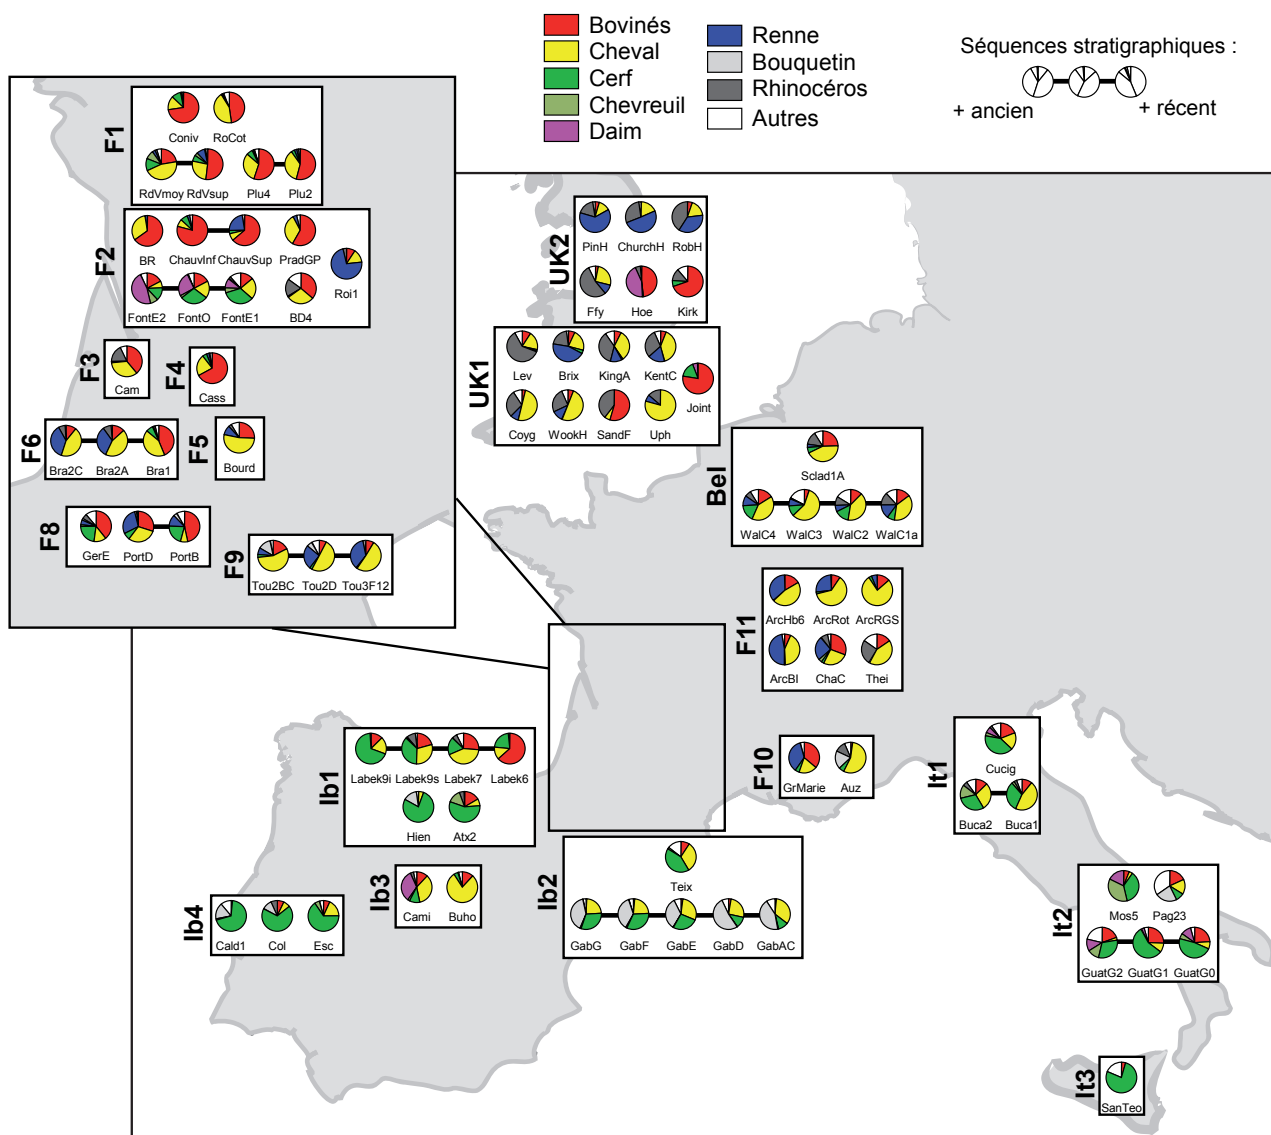 Bovinés
Cheval
Cerf
Chevreuil
Daim
Renne
Bouquetin
Rhinocéros
Autres
Séquences stratigraphiques :
+ ancien
+ récent
F1
Coniv RoCot
RdVmoy RdVsup Plu4 Plu2
F2
BR ChauvInf ChauvSup PradGP
Roi1
FontE2 FontO FontE1 BD4
F3
Cam
F4
Cass
F5
Bourd
F6
Bra2C Bra2A Bra1
F8
GerE PortD PortB
F9
Tou2BC Tou2D Tou3F12
UK2
PinH ChurchH RobH
Ffy Hoe Kirk
UK1
Lev Brix KingA KentC
Joint
Coyg WookH SandF Uph
Bel
Sclad1A
WalC4 WalC3 WalC2 WalC1a
F11
ArcHb6 ArcRot ArcRGS
ArcBI ChaC Thei
F10
GrMarie Auz
Ib1
Labek9i Labek9s Labek7 Labek6
Hien Atx2
Ib3
Cami Buho
Ib4
Cald1 Col Esc
Ib2
Teix
GabG GabF GabE GabD GabAC
It1
Cucig
Buca2 Buca1
It2
Mos5 Pag23
GuatG2 GuatG1 GuatG0
It3
SanTeo